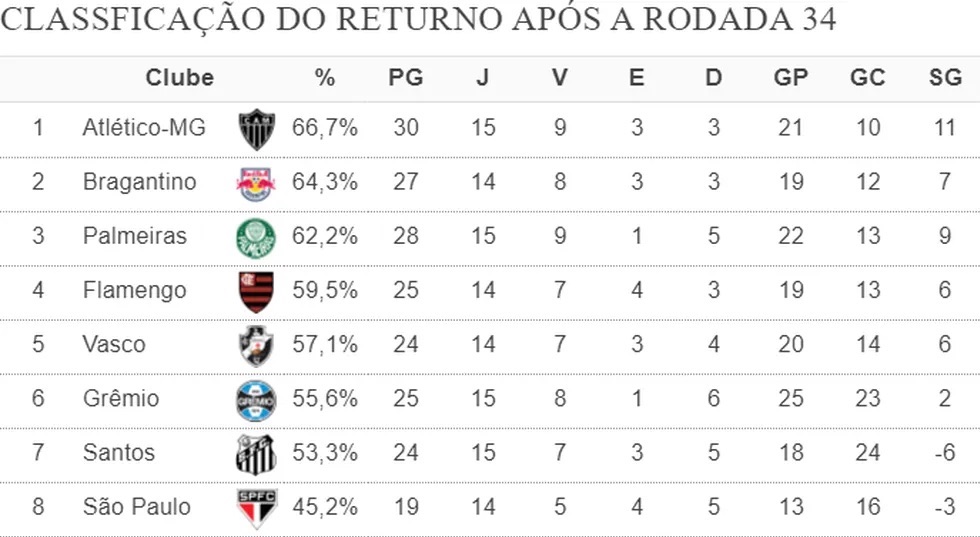 CLASSFICAÇÃO DO RETURNO APÓS A RODADA 34
Clube % PG J V E D GP GC SG
1 Atlético-MG CAM 66,7% 30 15 9 3 3 21 10 11
2 Bragantino 64,3% 27 14 8 3 3 19 12 7
3 Palmeiras PALMEIRAS 62,2% 28 15 9 1 5 22 13 9
4 Flamengo 59,5% 25 14 7 4 3 19 13 6
5 Vasco 57,1% 24 14 7 3 4 20 14 6
6 Grêmio GRÊMIO 55,6% 25 15 8 1 6 25 23 2
7 Santos 53,3% 24 15 7 3 5 18 24 -6
8 São Paulo SPFC 45,2% 19 14 5 4 5 13 16 -3